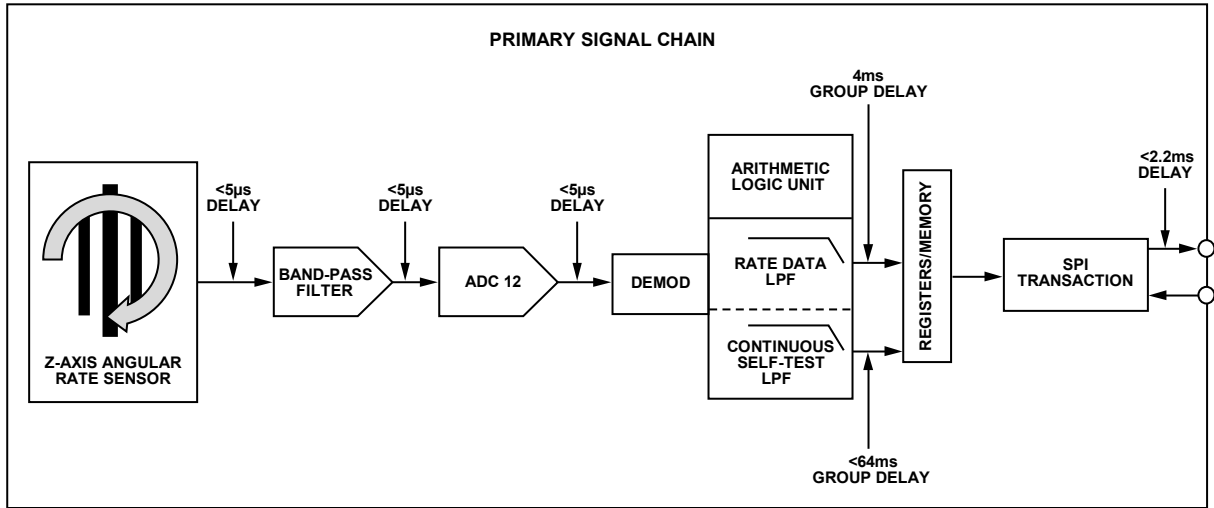 PRIMARY SIGNAL CHAIN
4ms
GROUP DELAY
<5µs
DELAY
<5µs
DELAY
<5µs
DELAY
ARITHMETIC
LOGIC UNIT
<2.2ms
DELAY
BAND-PASS
FILTER
ADC 12
DEMOD
RATE DATA
LPF
REGISTERS/MEMORY
SPI
TRANSACTION
Z-AXIS ANGULAR
RATE SENSOR
CONTINUOUS
SELF-TEST
LPF
<64ms
GROUP DELAY